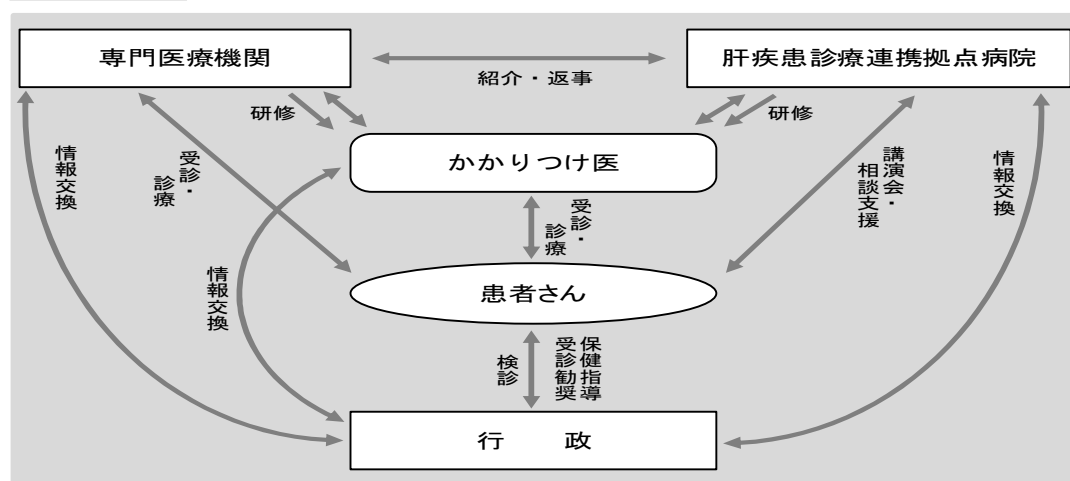 専門医療機関
肝疾患診療連携拠点病院
紹介・返事
研修
研修
かかりつけ医
情報交換
受診・
診療
講演会・
相談支援
情報交換
受診・
診療
情報交換
患者さん
検診
保健指導
受診勧奨
行　　政